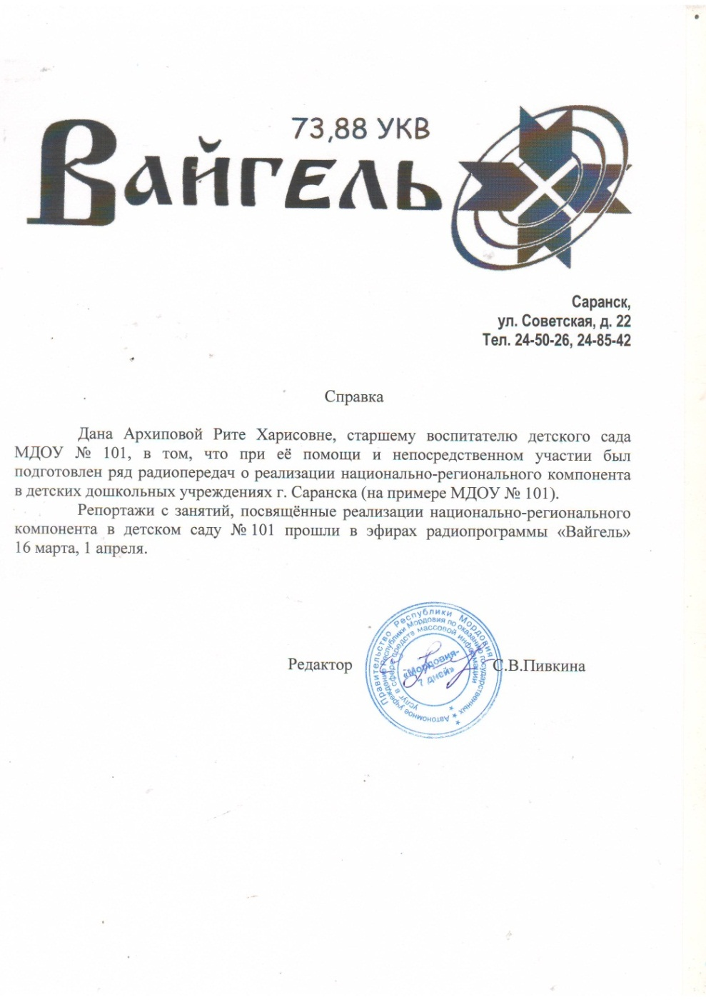 73,88 УКВ
Вайгель
Саранск,
ул. Советская, д. 22
Тел. 24-50-26, 24-85-42
Справка
Дана Архиповой Рите Харисовне, старшему воспитателю детского сада
МДОУ № 101, в том, что при её помощи и непосредственном участии был
подготовлен ряд радиопередач о реализации национально-регионального компонента
в детских дошкольных учреждениях г. Саранска (на примере МДОУ № 101).
Репортажи с занятий, посвящённые реализации национально-регионального
компонента в детском саду № 101 прошли в эфирах радиопрограммы «Вайгель»
16 марта, 1 апреля.
Редактор С.В.Пивкина
Правительство Республики Мордовия
Автономное учреждение Республики Мордовия по оказанию государственных
услуг в сфере средств массовой информации
«Мордовия-
7 дней»